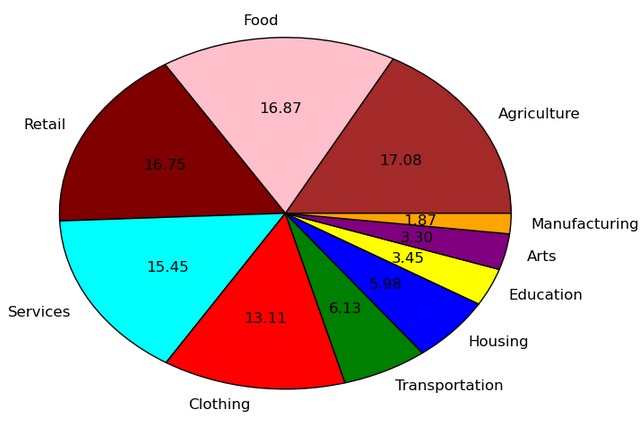 Food
16.87
Agriculture
17.08
Retail
16.75
Manufacturing
1.87
Arts
3.30
Education
3.45
Services
15.45
Housing
5.98
Transportation
6.13
Clothing
13.11